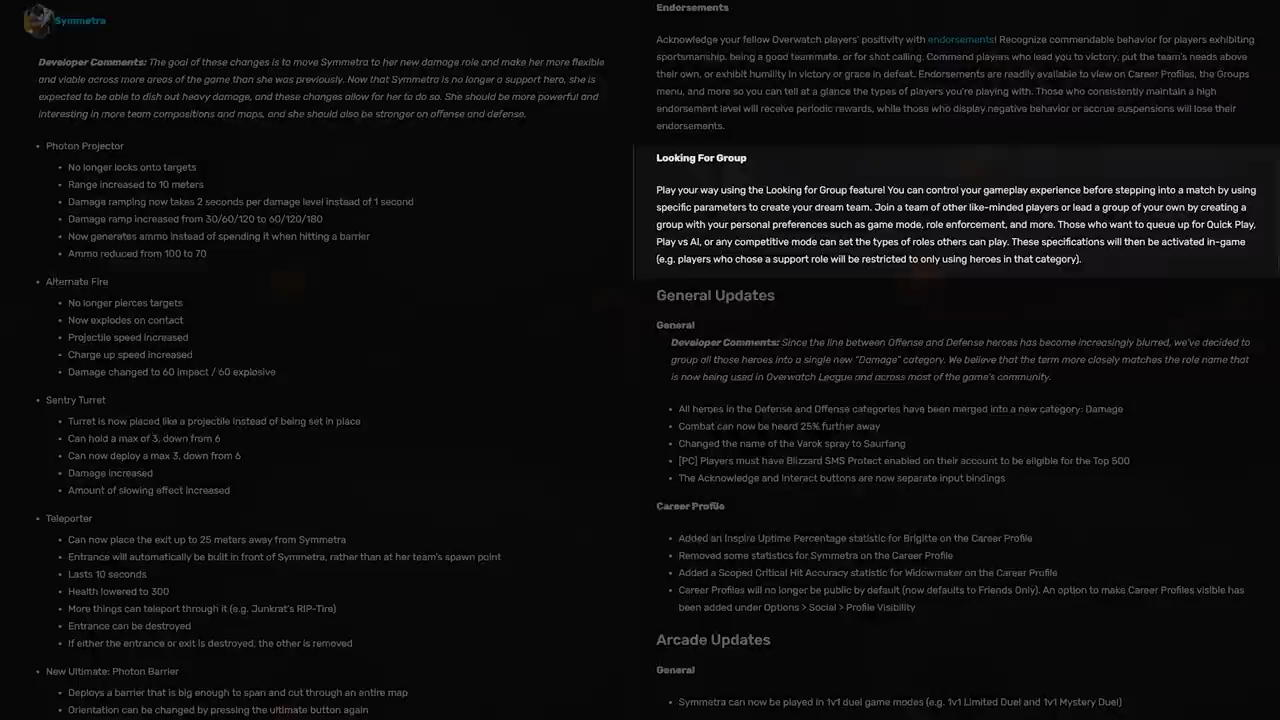 Symmetra
Developer Comments: The goal of these changes is to move Symmetra to her new damage role and make her more flexible
and viable across more areas of the game than she was previously. Now that Symmetra is no longer a support hero, she is
expected to be able to dish out heavy damage, and these changes allow for her to do so. She should be more powerful and
interesting in more team compositions and maps, and she should also be stronger on offense and defense.
• Photon Projector
• No longer locks onto targets
• Range increased to 10 meters
• Damage ramping now takes 2 seconds per damage level instead of 1 second
• Damage ramp increased from 30/60/120 to 60/120/180
• Now generates ammo instead of spending it when hitting a barrier
• Ammo reduced from 100 to 70
• Alternate Fire
• No longer pierces targets
• Now explodes on contact
• Projectile speed increased
• Charge up speed increased
• Damage changed to 60 impact / 60 explosive
• Sentry Turret
• Turret is now placed like a projectile instead of being set in place
• Can hold a max of 3, down from 6
• Can now deploy a max 3, down from 6
• Damage increased
• Amount of slowing effect increased
• Teleporter
• Can now place the exit up to 25 meters away from Symmetra
• Entrance will automatically be built in front of Symmetra, rather than at her team's spawn point
• Lasts 10 seconds
• Health lowered to 300
• More things can teleport through it (e.g. Junkrat's RIP-Tire)
• Entrance can be destroyed
• If either the entrance or exit is destroyed, the other is removed
• New Ultimate: Photon Barrier
• Deploys a barrier that is big enough to span and cut through an entire map
• Orientation can be changed by pressing the ultimate button again
Endorsements
Acknowledge your fellow Overwatch players' positivity with endorsements! Recognize commendable behavior for players exhibiting
sportsmanship, being a good teammate, or for shot calling. Commend players who lead you to victory, put the team's needs above
their own, or exhibit humility in victory or grace in defeat. Endorsements are readily available to view on Career Profiles, the Groups
menu, and more so you can tell at a glance the types of players you're playing with. Those who consistently maintain a high
endorsement level will receive periodic rewards, while those who display negative behavior or accrue suspensions will lose their
endorsements.
Looking For Group
Play your way using the Looking for Group feature! You can control your gameplay experience before stepping into a match by using
specific parameters to create your dream team. Join a team of other like-minded players or lead a group of your own by creating a
group with your personal preferences such as game mode, role enforcement, and more. Those who want to queue up for Quick Play,
Play vs AI, or any competitive mode can set the types of roles others can play. These specifications will then be activated in-game
(e.g. players who chose a support role will be restricted to only using heroes in that category).
General Updates
General
Developer Comments: Since the line between Offense and Defense heroes has become increasingly blurred, we've decided to
group all those heroes into a single new "Damage" category. We believe that the term more closely matches the role name that
is now being used in Overwatch League and across most of the game's community.
• All heroes in the Defense and Offense categories have been merged into a new category: Damage
• Combat can now be heard 25% further away
• Changed the name of the Varok spray to Saurfang
• [PC] Players must have Blizzard SMS Protect enabled on their account to be eligible for the Top 500
• The Acknowledge and Interact buttons are now separate input bindings
Career Profile
• Added an Inspire Uptime Percentage statistic for Brigitte on the Career Profile
• Removed some statistics for Symmetra on the Career Profile
• Added a Scoped Critical Hit Accuracy statistic for Widowmaker on the Career Profile
• Career Profiles will no longer be public by default (now defaults to Friends Only). An option to make Career Profiles visible has
been added under Options > Social > Profile Visibility
Arcade Updates
General
• Symmetra can now be played in 1v1 duel game modes (e.g. 1v1 Limited Duel and 1v1 Mystery Duel)